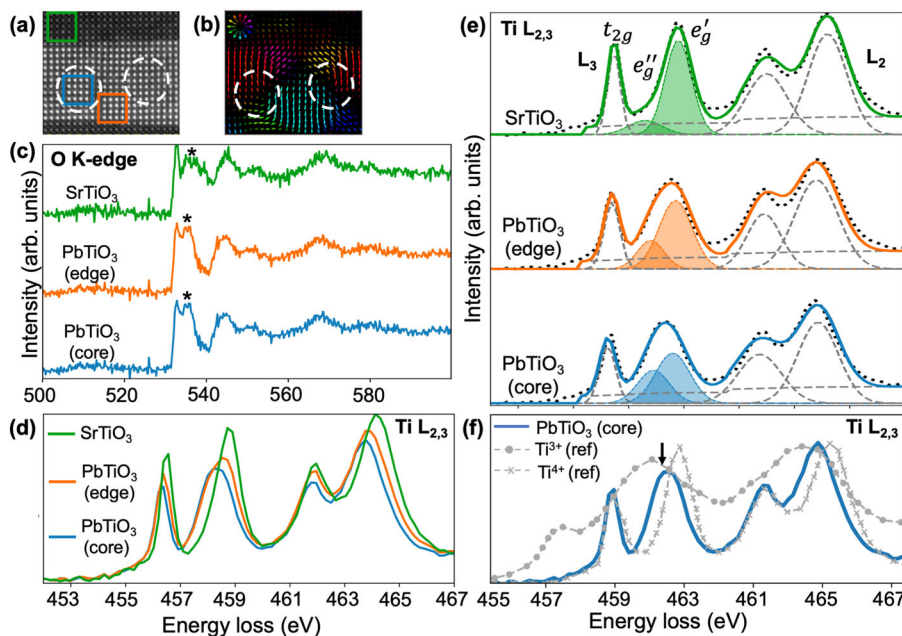 (a)
(b)
(c) O K-edge
SrTiO₃
*
PbTiO₃
(edge)
*
PbTiO₃
(core)
*
Intensity (arb. units)
500 520 540 560 580
(d) Ti L₂,₃
SrTiO₃
PbTiO₃
(edge)
PbTiO₃
(core)
453 455 457 459 461 463 465 467
Energy loss (eV)
(e) Ti L₂,₃
L₃ t₂g e′′g e′g L₂
SrTiO₃
PbTiO₃
(edge)
PbTiO₃
(core)
Intensity (arb. units)
(f) Ti L₂,₃
PbTiO₃ (core)
Ti³⁺ (ref)
Ti⁴⁺ (ref)
455 459 463 461 465 467
Energy loss (eV)